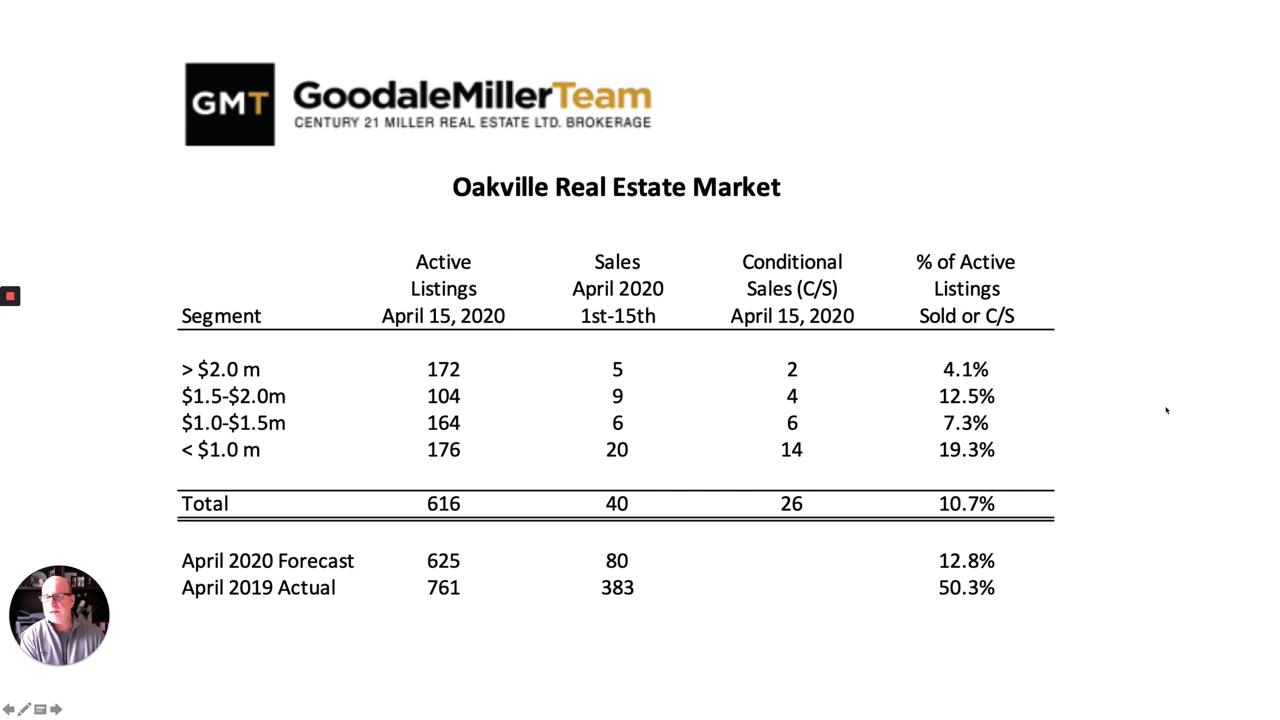 GMT GoodaleMillerTeam
CENTURY 21 MILLER REAL ESTATE LTD. BROKERAGE
Oakville Real Estate Market
Active Sales Conditional % of Active
Listings April 2020 Sales (C/S) Listings
Segment April 15, 2020 1st-15th April 15, 2020 Sold or C/S
> $2.0 m 172 5 2 4.1%
$1.5-$2.0m 104 9 4 12.5%
$1.0-$1.5m 164 6 6 7.3%
< $1.0 m 176 20 14 19.3%
Total 616 40 26 10.7%
April 2020 Forecast 625 80 12.8%
April 2019 Actual 761 383 50.3%